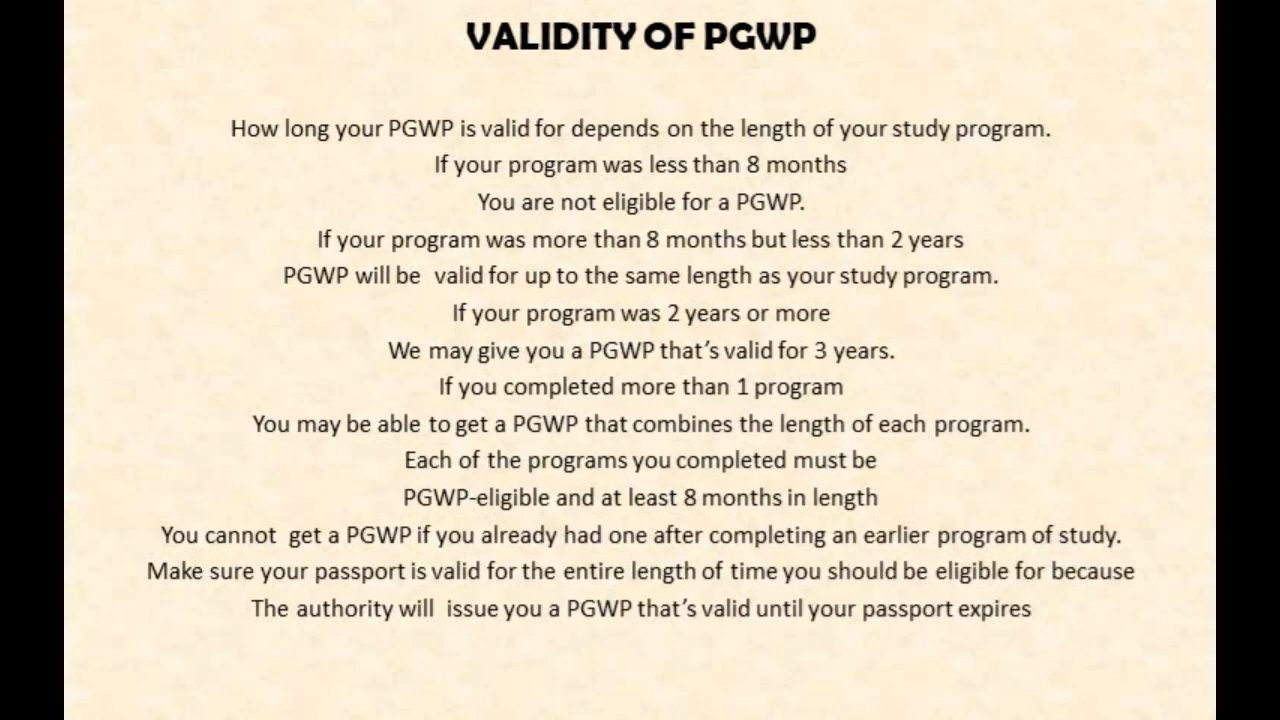 VALIDITY OF PGWP
How long your PGWP is valid for depends on the length of your study program.
If your program was less than 8 months
You are not eligible for a PGWP.
If your program was more than 8 months but less than 2 years
PGWP will be  valid for up to the same length as your study program.
If your program was 2 years or more
We may give you a PGWP that’s valid for 3 years.
If you completed more than 1 program
You may be able to get a PGWP that combines the length of each program.
Each of the programs you completed must be
PGWP-eligible and at least 8 months in length
You cannot  get a PGWP if you already had one after completing an earlier program of study.
Make sure your passport is valid for the entire length of time you should be eligible for because
The authority will  issue you a PGWP that’s valid until your passport expires